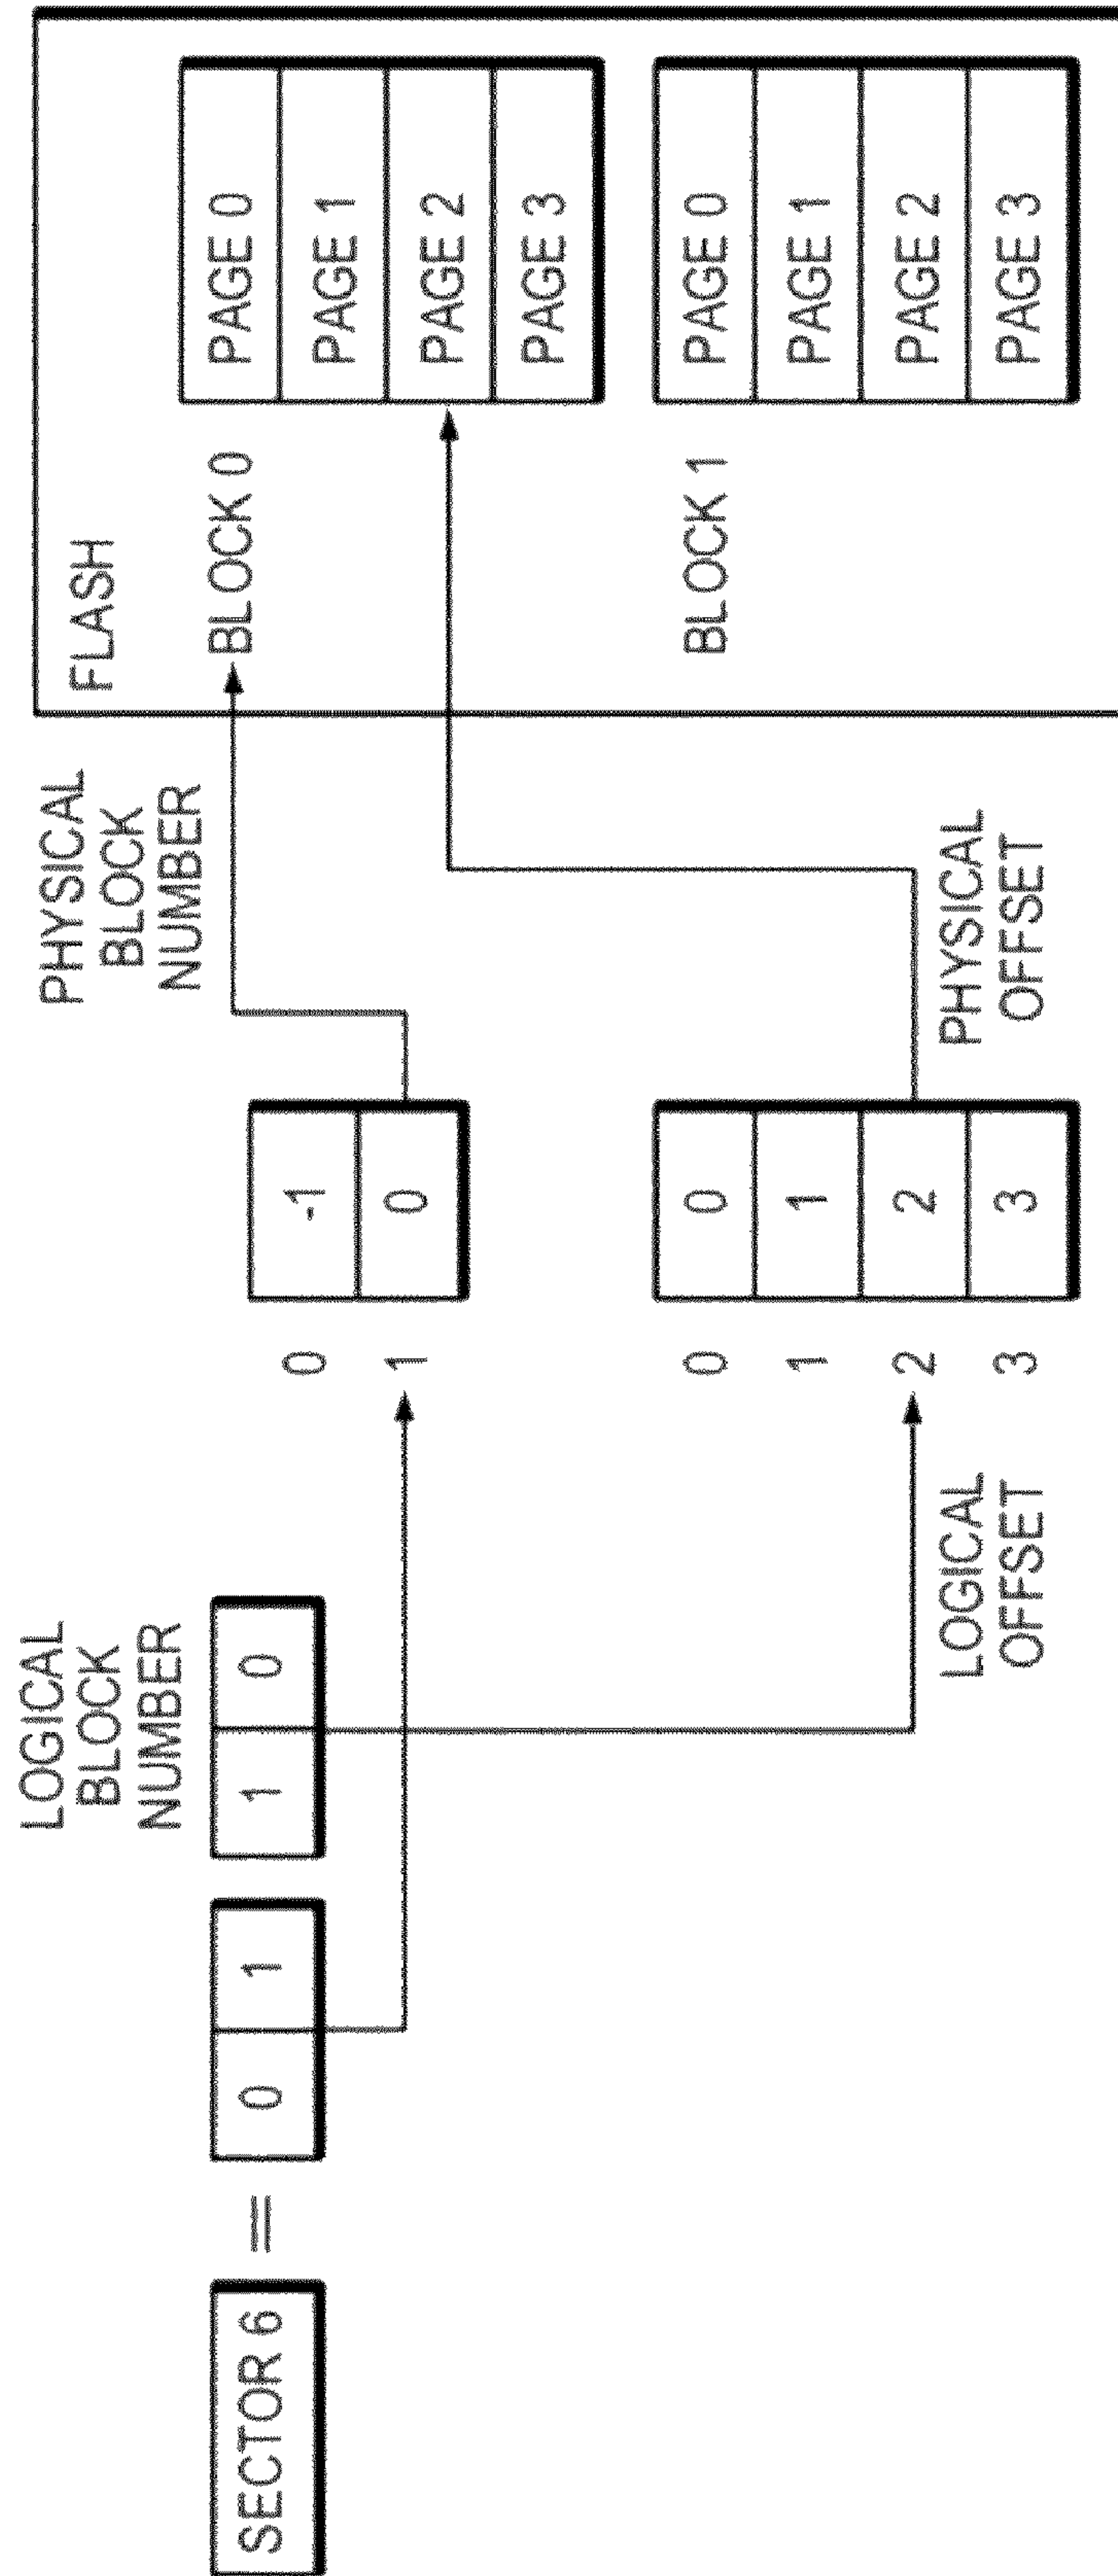 SECTOR 6
=
0 1
1 0
LOGICAL
BLOCK
NUMBER
0 -1
1 0
PHYSICAL
BLOCK
NUMBER
LOGICAL
OFFSET
0 0
1 1
2 2
3 3
PHYSICAL
OFFSET
FLASH
BLOCK 0
PAGE 0
PAGE 1
PAGE 2
PAGE 3
BLOCK 1
PAGE 0
PAGE 1
PAGE 2
PAGE 3